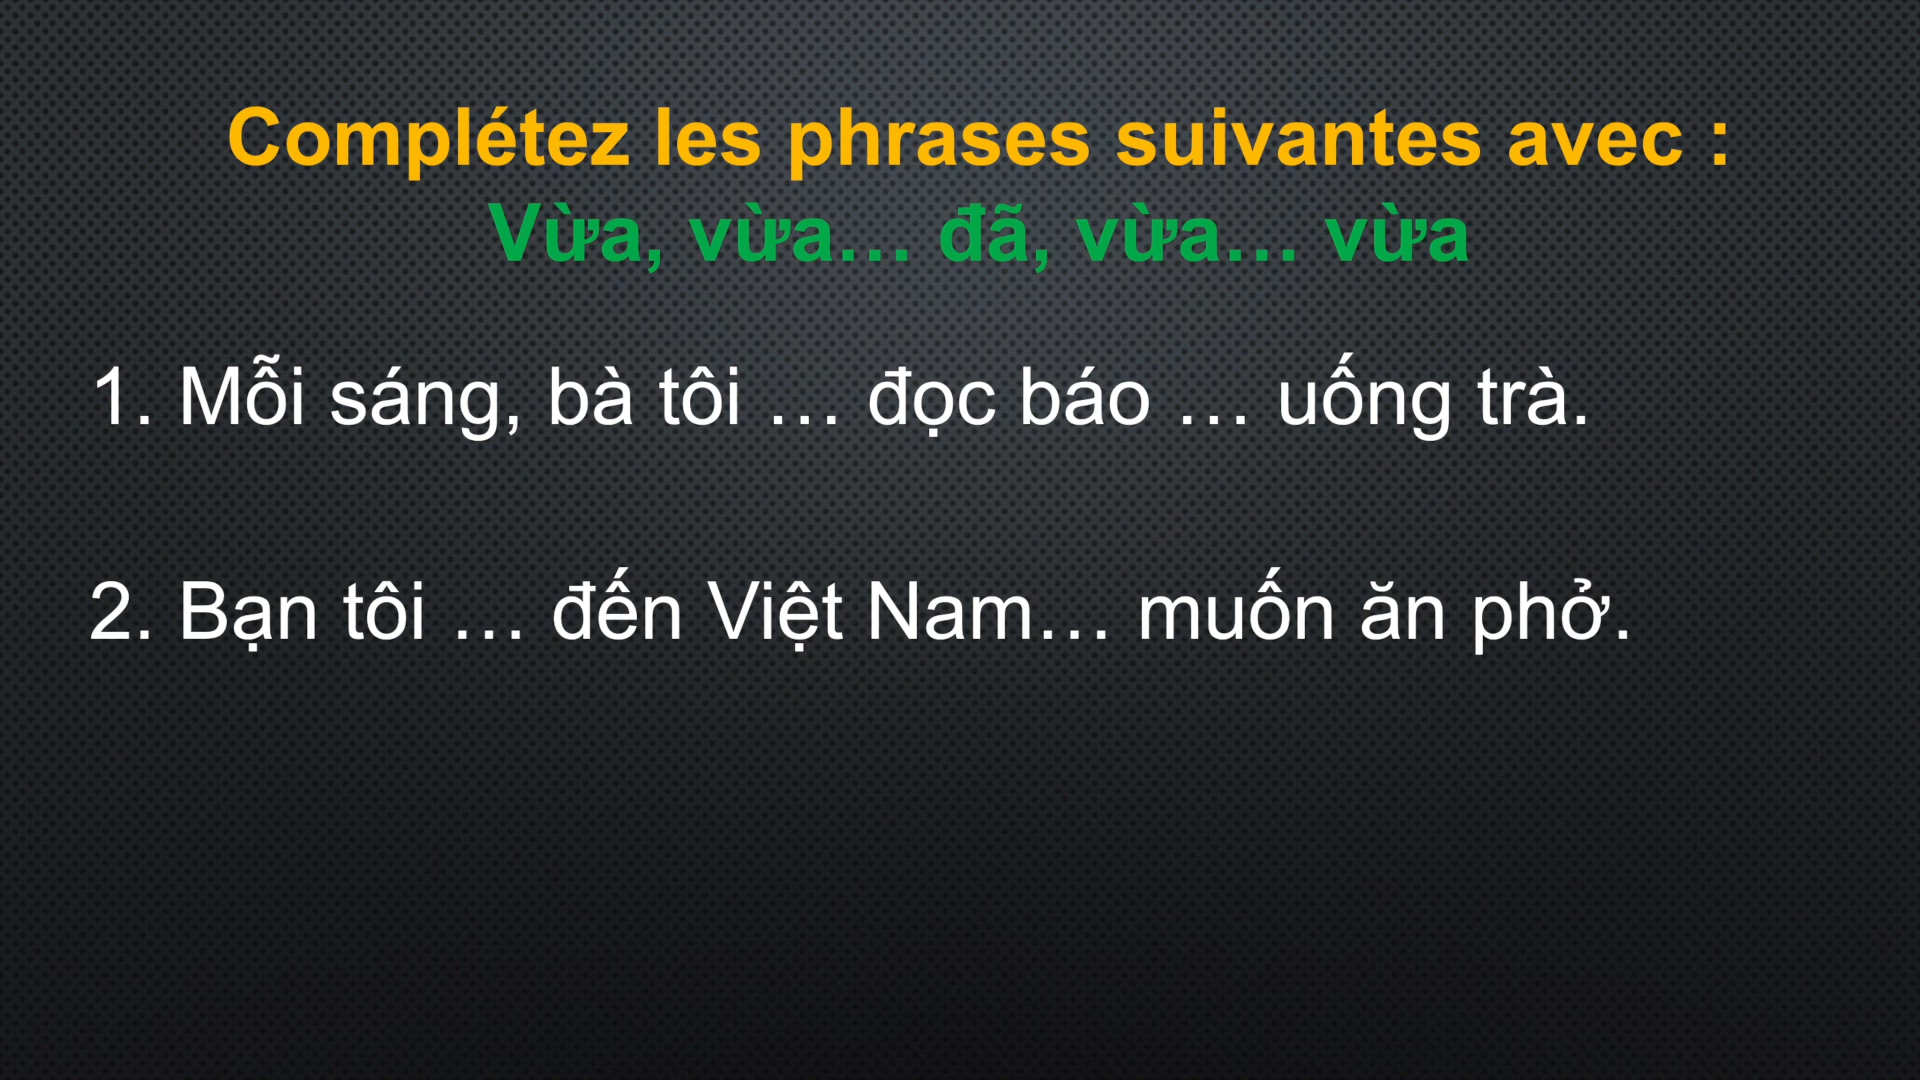 Complétez les phrases suivantes avec :
Vừa, vừa… đã, vừa… vừa
1. Mỗi sáng, bà tôi … đọc báo … uống trà.
2. Bạn tôi … đến Việt Nam… muốn ăn phở.